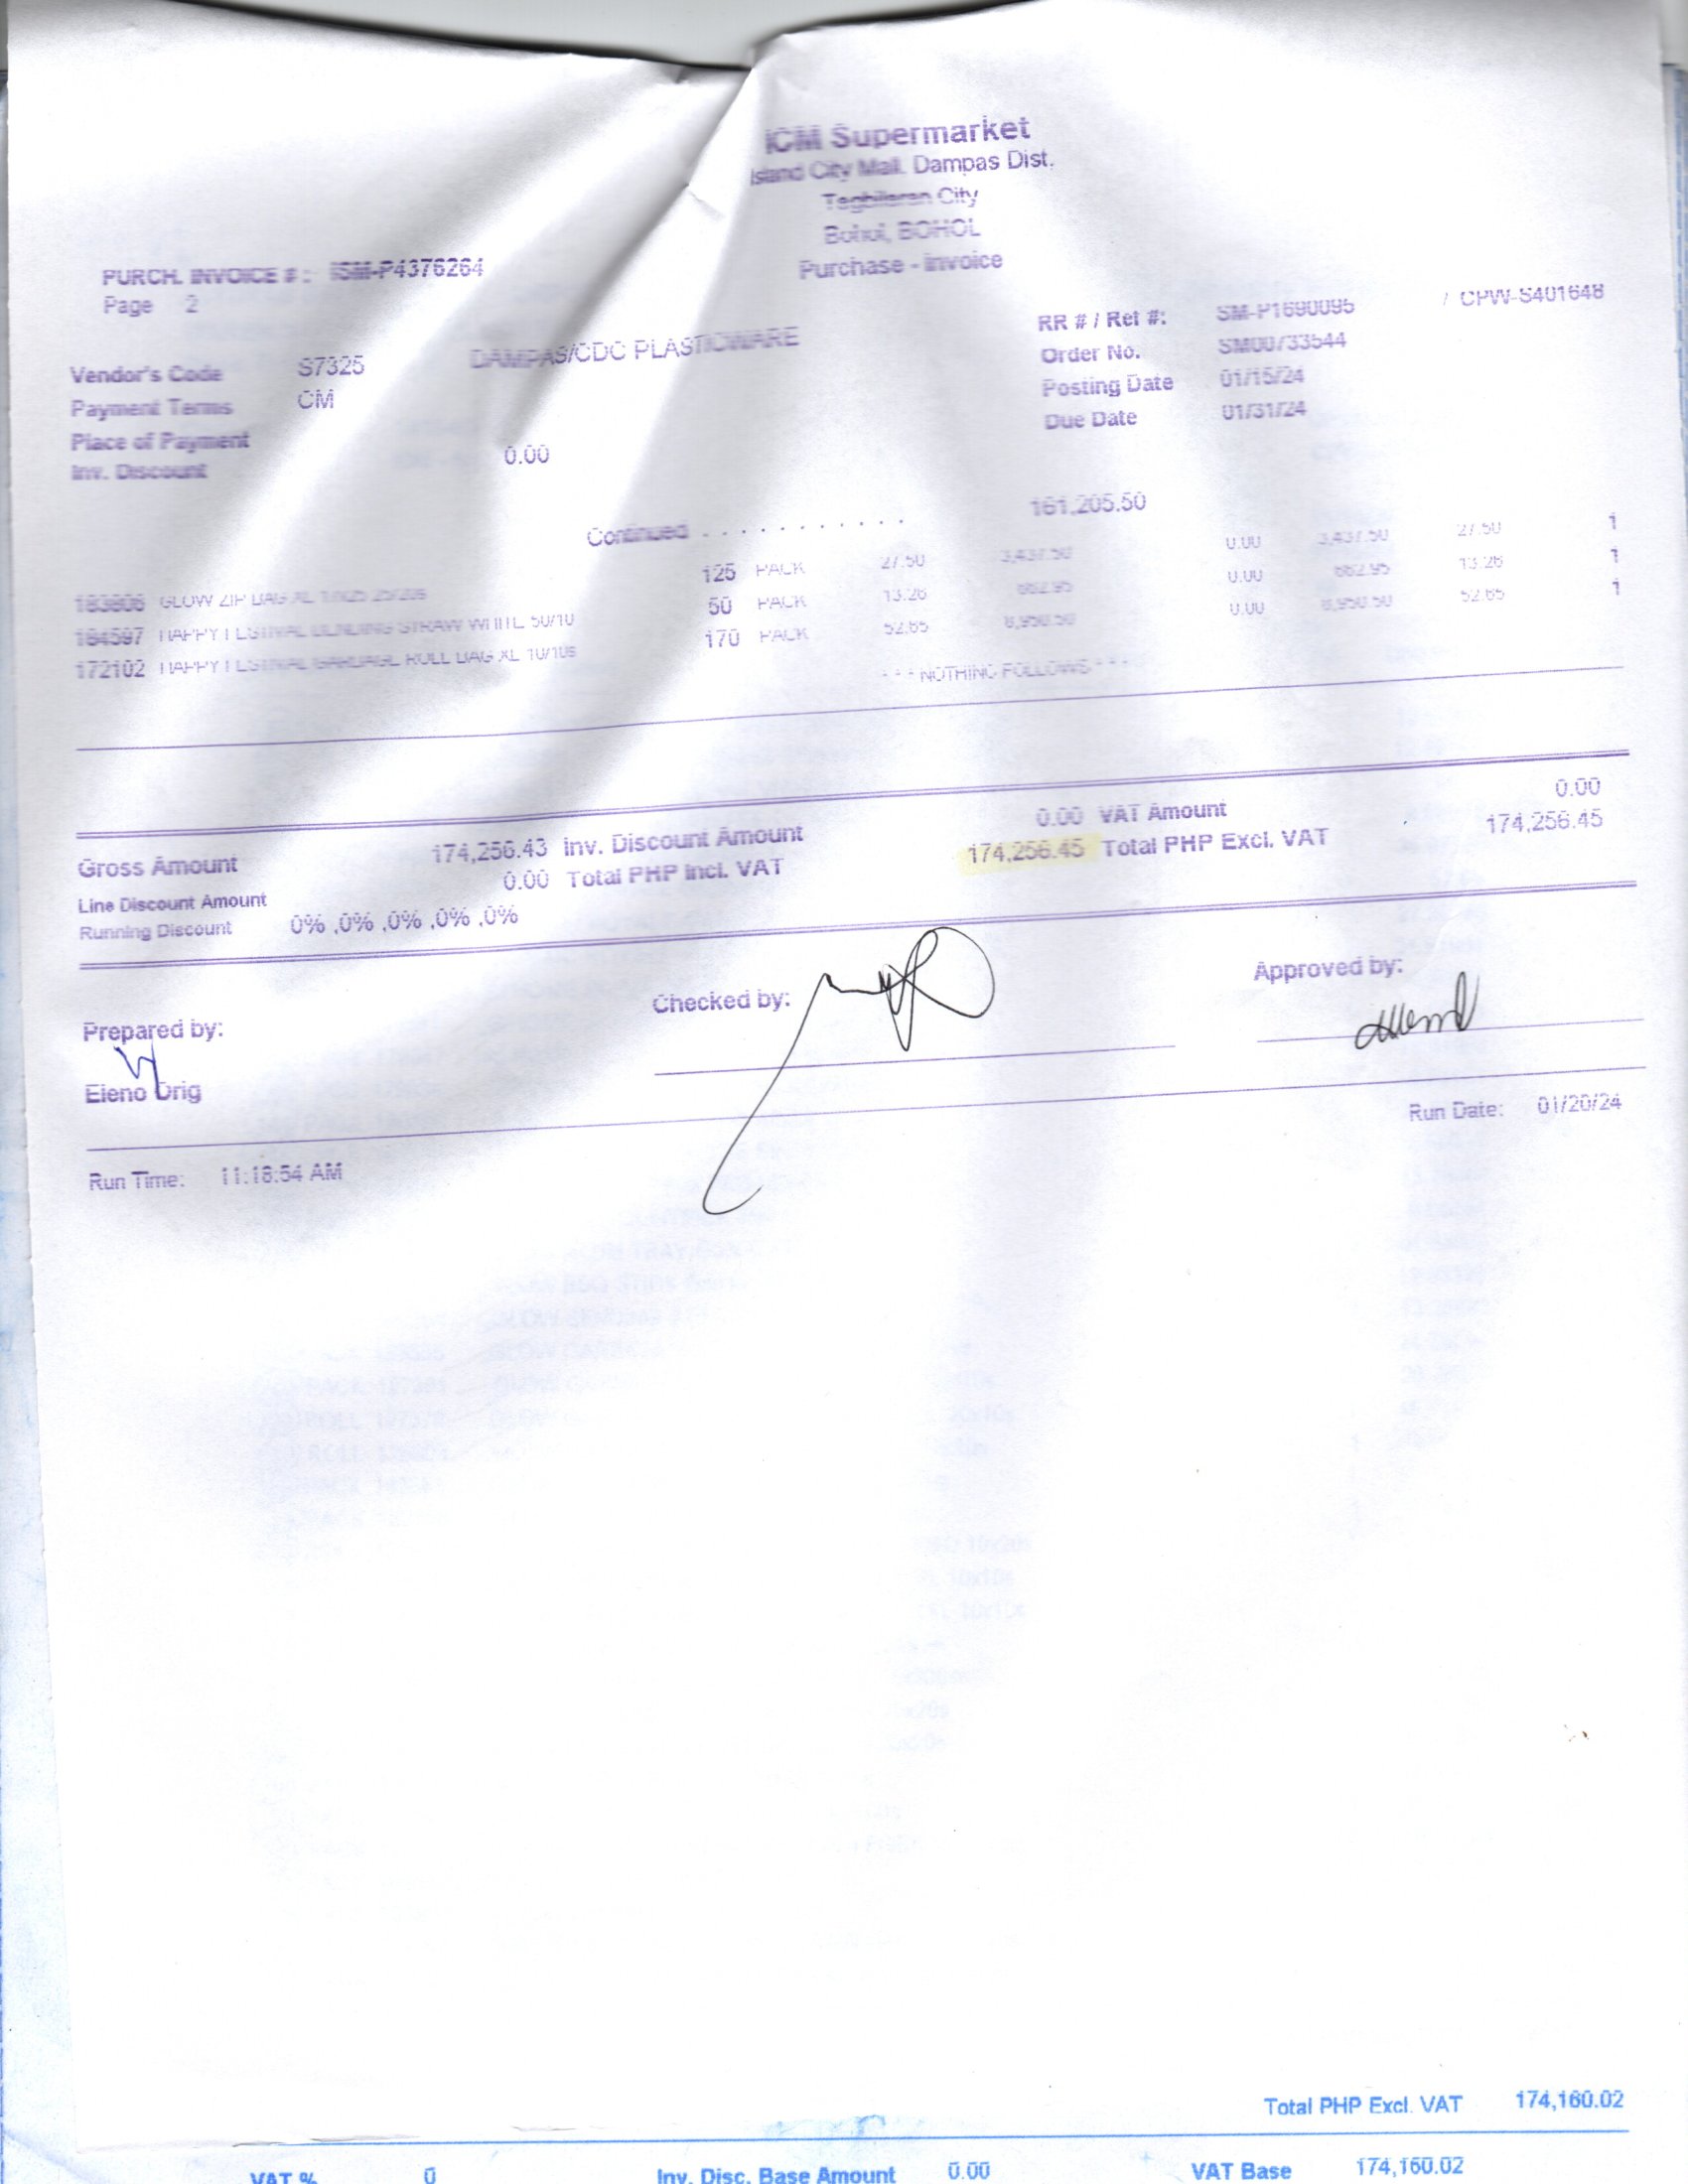 ICM Supermarket
Island City Mall. Dampas Dist.
Tagbilaran City
Bohol, BOHOL
Purchase - Invoice
PURCH. INVOICE # : ISM-P4376264
Page 2
Vendor's Code S7325 DAMPAS/CDC PLASTICWARE
Payment Terms CM
Place of Payment
Inv. Discount 0.00
RR # / Ref #: SM-P1690095 / CPW-S401648
Order No. SM00733544
Posting Date 01/15/24
Due Date 01/31/24
Continued . . . . . . . . . . . 161,205.50
183806 GLOW ZIP BAG XL 125 PACK 27.50 3,437.50 0.00 3,437.50 27.50 1
184597 HAPPY FESTIVAL BENDING STRAW WHITE 50/10 50 PACK 13.26 662.95 0.00 662.95 13.26 1
172102 HAPPY FESTIVAL GARBAGE ROLL BAG XL 10/10s 170 PACK 52.65 8,950.50 0.00 8,950.50 52.65 1
* * * NOTHING FOLLOWS * * *
Gross Amount 174,256.43 Inv. Discount Amount 0.00 VAT Amount 0.00
Line Discount Amount 0.00 Total PHP Incl. VAT 174,256.45 Total PHP Excl. VAT 174,256.45
Running Discount 0% ,0% ,0% ,0% ,0%
Prepared by: Checked by: Approved by:
Eleno Orig
Run Time: 11:18:54 AM Run Date: 01/20/24
Total PHP Excl. VAT 174,160.02
VAT % 0 Inv. Disc. Base Amount 0.00 VAT Base 174,160.02